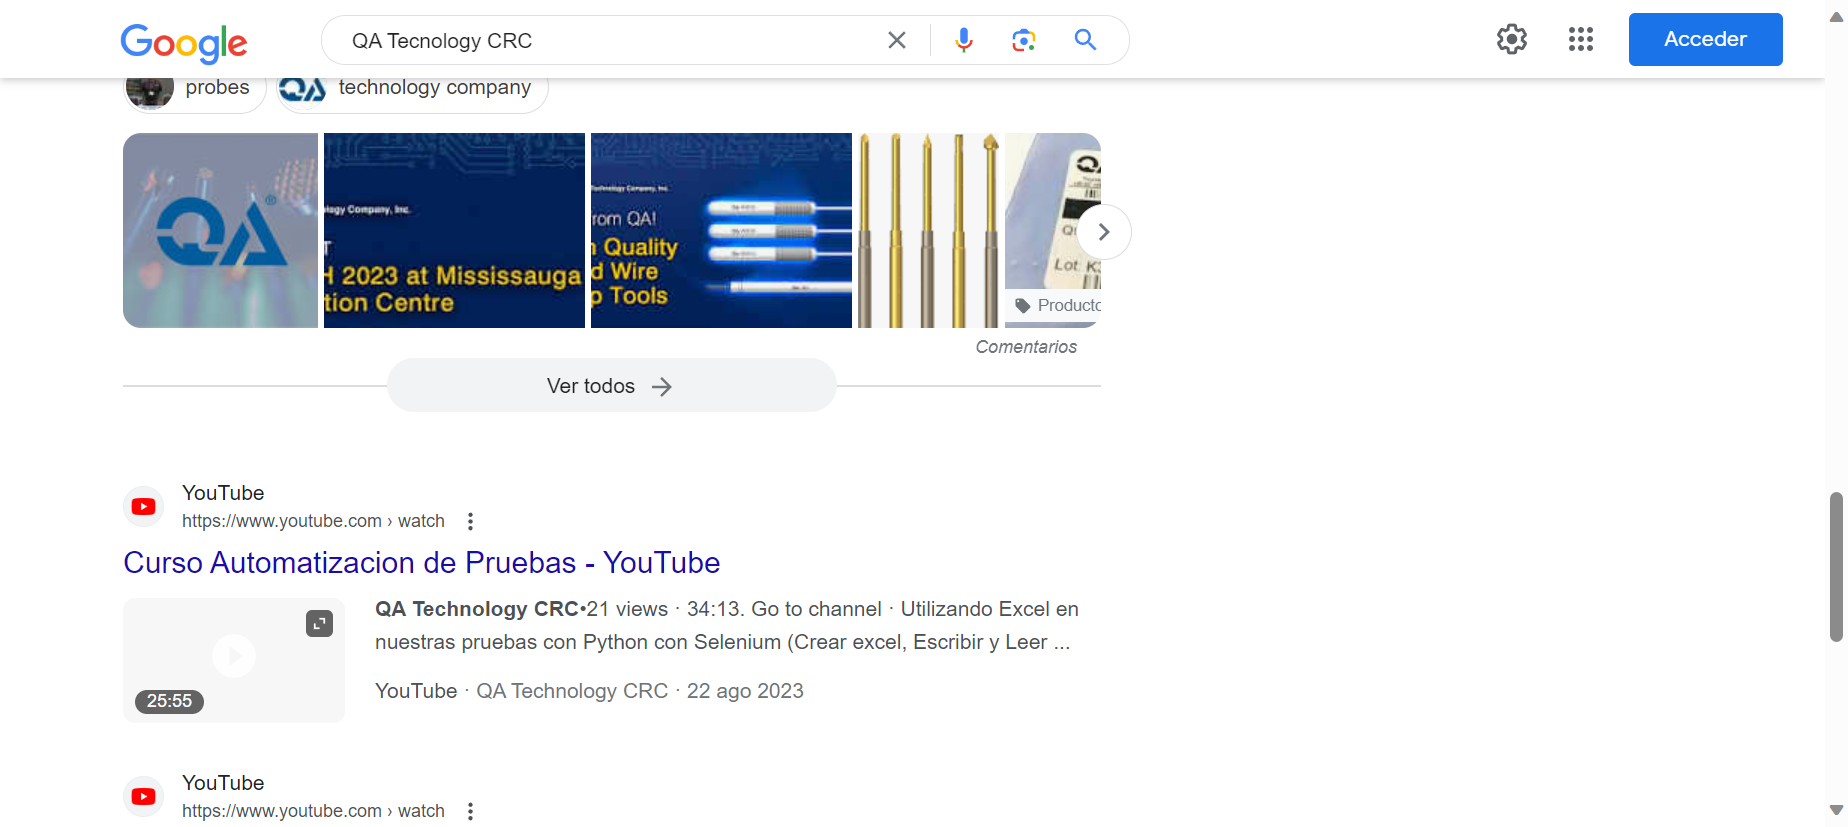 Google
QA Tecnology CRC
Acceder
probes
QA
technology company
QA®
logy Company, Inc.
H 2023 at Mississauga
tion Centre
Technology Company, Inc.
rom QA!
n Quality
d Wire
p Tools
QA
Lot: K
Producto
Comentarios
Ver todos
YouTube
https://www.youtube.com › watch
Curso Automatizacion de Pruebas - YouTube
25:55
QA Technology CRC•21 views · 34:13. Go to channel · Utilizando Excel en
nuestras pruebas con Python con Selenium (Crear excel, Escribir y Leer ...
YouTube · QA Technology CRC · 22 ago 2023
YouTube
https://www.youtube.com › watch